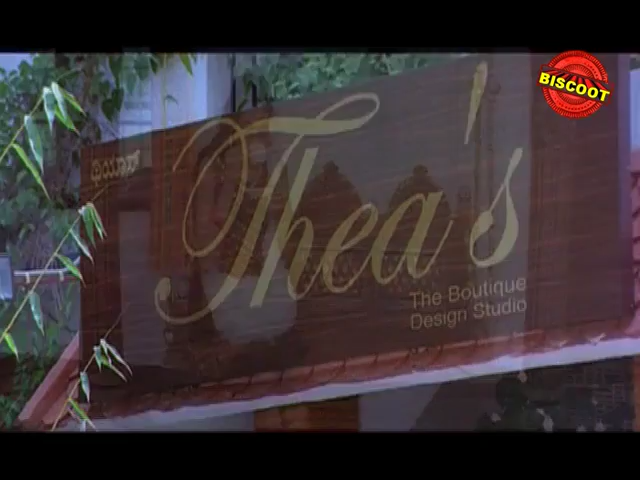 ಥಿಯಾಸ್
Thea's
The Boutique
Design Studio
BISCOOT